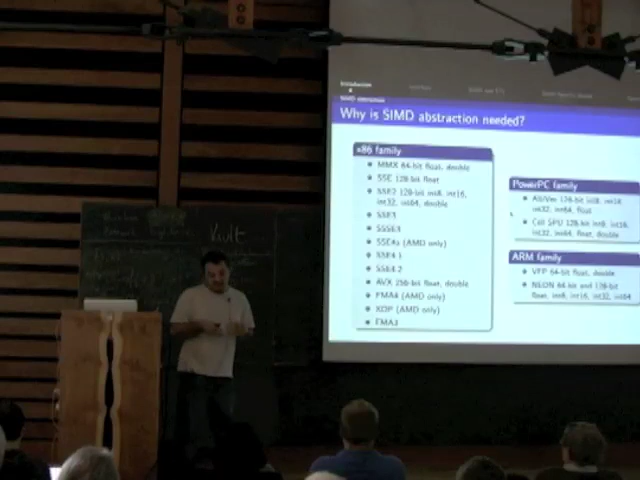 Introduction
SIMD abstraction
Why is SIMD abstraction needed?
x86 family
MMX 64-bit float, double
SSE 128-bit float
SSE2 128-bit int8, int16,
int32, int64, double
SSE3
SSSE3
SSE4a (AMD only)
SSE4.1
SSE4.2
AVX 256-bit float, double
FMA4 (AMD only)
XOP (AMD only)
FMA3
PowerPC family
AltiVec 128-bit int8, int16,
int32, int64, float
Cell SPU 128-bit int8, int16,
int32, int64, float, double
ARM family
VFP 64-bit float, double
NEON 64-bit and 128-bit
float, int8, int16, int32, int64